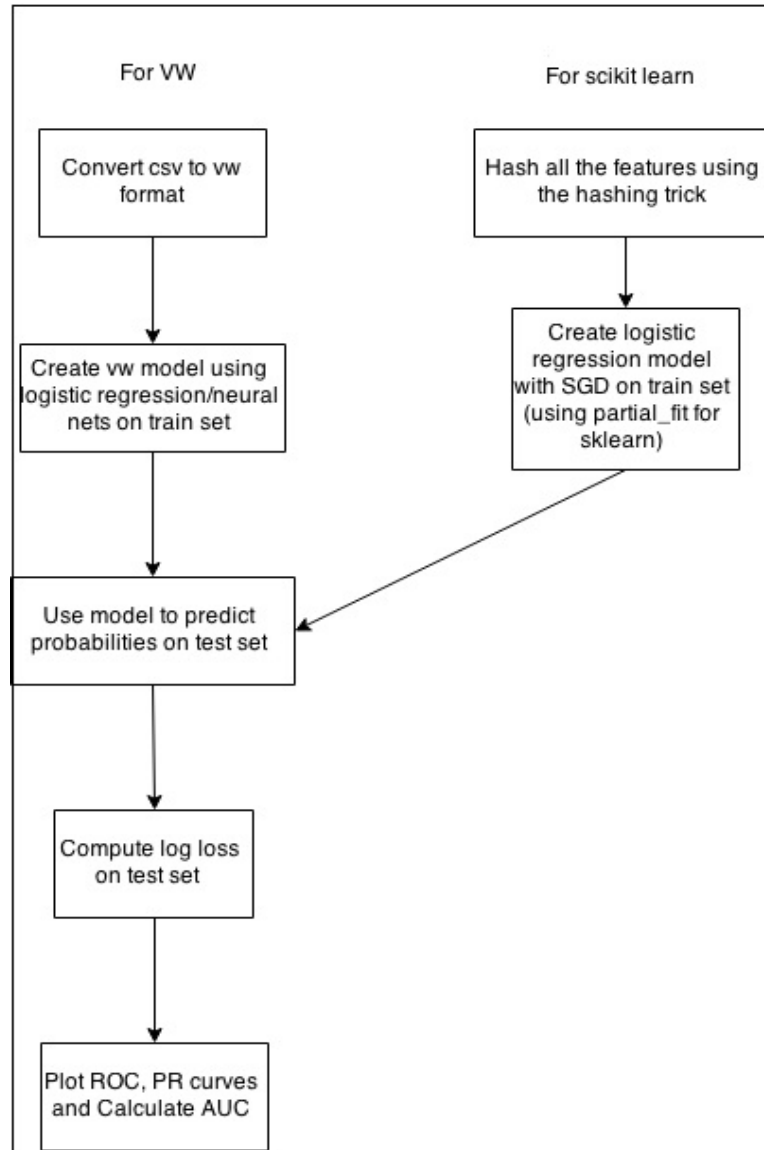 For VW
For scikit learn
Convert csv to vw
format
Hash all the features using
the hashing trick
Create vw model using
logistic regression/neural
nets on train set
Create logistic
regression model
with SGD on train set
(using partial_fit for
sklearn)
Use model to predict
probabilities on test set
Compute log loss
on test set
Plot ROC, PR curves
and Calculate AUC